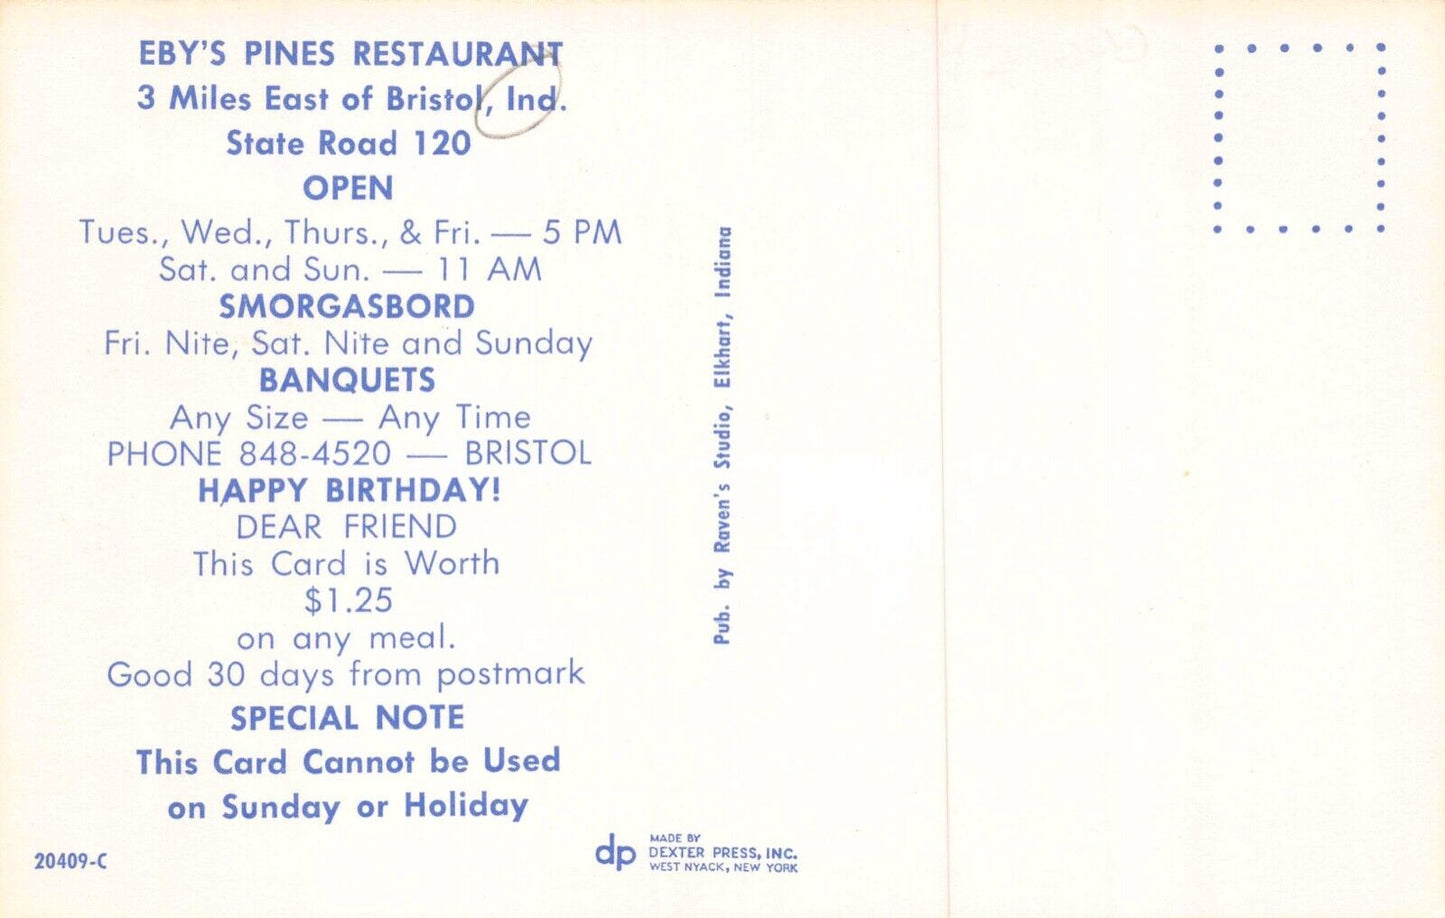 EBY'S PINES RESTAURANT
3 Miles East of Bristol, Ind.
State Road 120
OPEN
Tues., Wed., Thurs., & Fri. — 5 PM
Sat. and Sun. — 11 AM
SMORGASBORD
Fri. Nite, Sat. Nite and Sunday
BANQUETS
Any Size — Any Time
PHONE 848-4520 — BRISTOL
HAPPY BIRTHDAY!
DEAR FRIEND
This Card is Worth
$1.25
on any meal.
Good 30 days from postmark
SPECIAL NOTE
This Card Cannot be Used
on Sunday or Holiday
20409-C
Pub. by Raven's Studio, Elkhart, Indiana
dp
MADE BY
DEXTER PRESS, INC.
WEST NYACK, NEW YORK